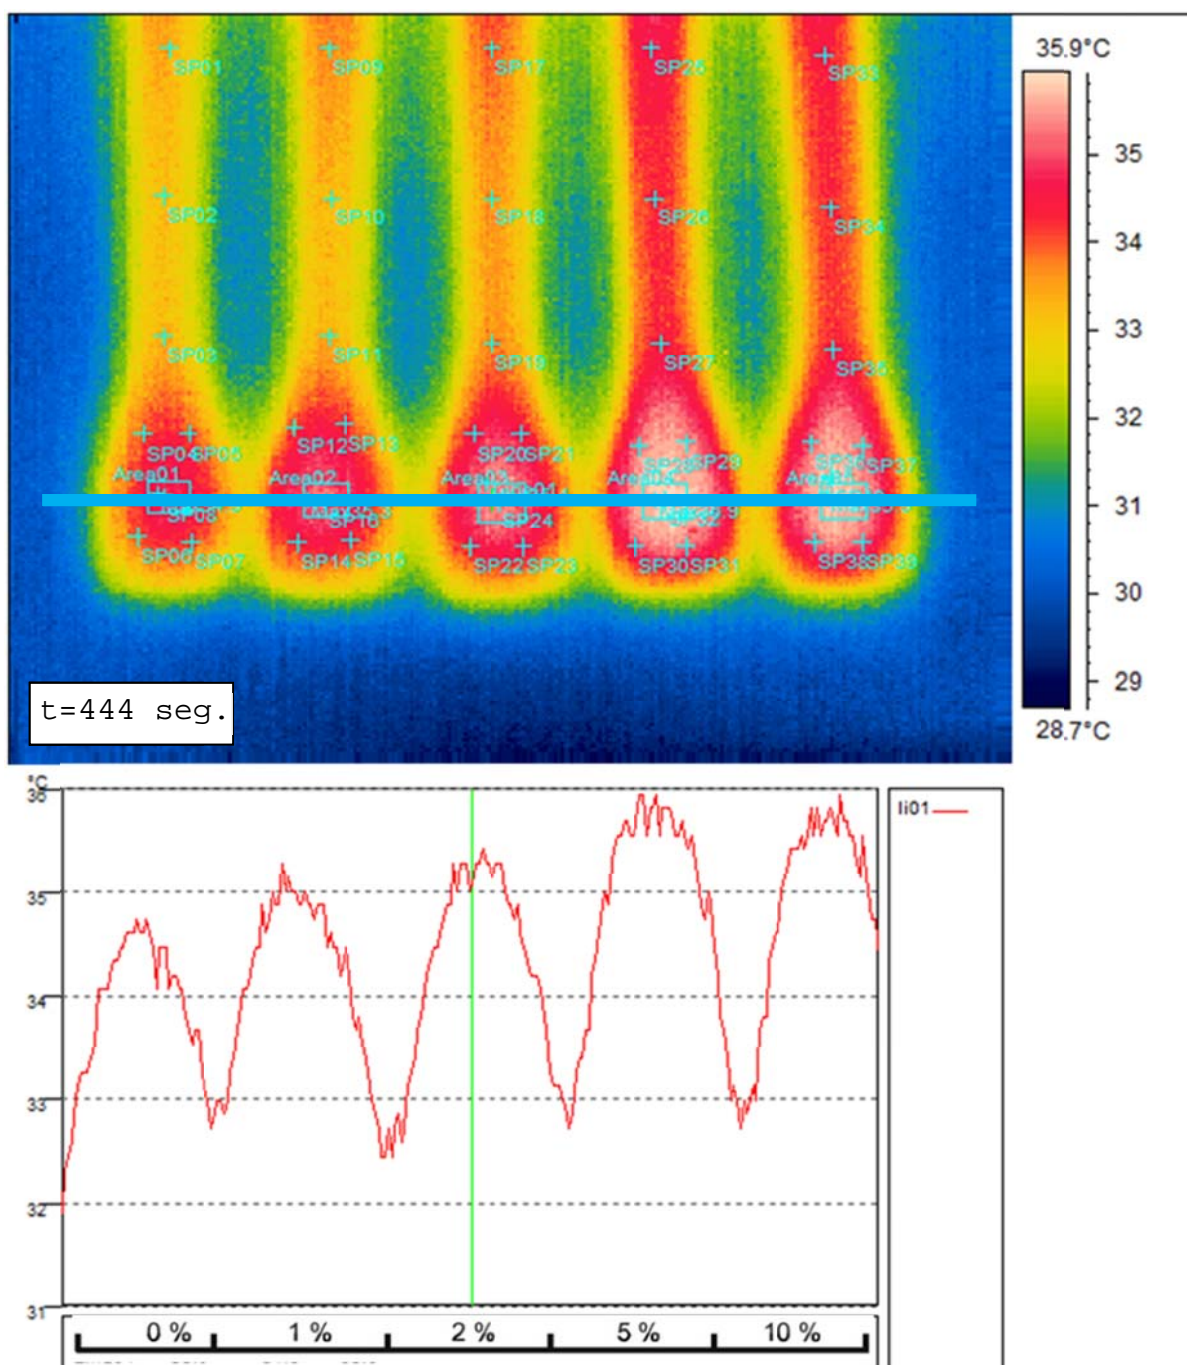 35.9°C
SP01 SP09 SP17 SP25 SP33
35
SP02 SP10 SP18 SP26 SP34
34
33
SP03 SP11 SP19 SP27 SP35
32
SP04 SP05 SP12 SP13 SP20 SP21 SP28 SP29 SP36 SP37
Area01 Area02 Area03 Area04
31
SP08 SP16 SP24
SP06 SP07 SP14 SP15 SP22 SP23 SP30 SP31 SP38 SP39
30
29
t=444 seg.
28.7°C
°C
36
li01
35
34
33
32
31
0 % 1 % 2 % 5 % 10 %